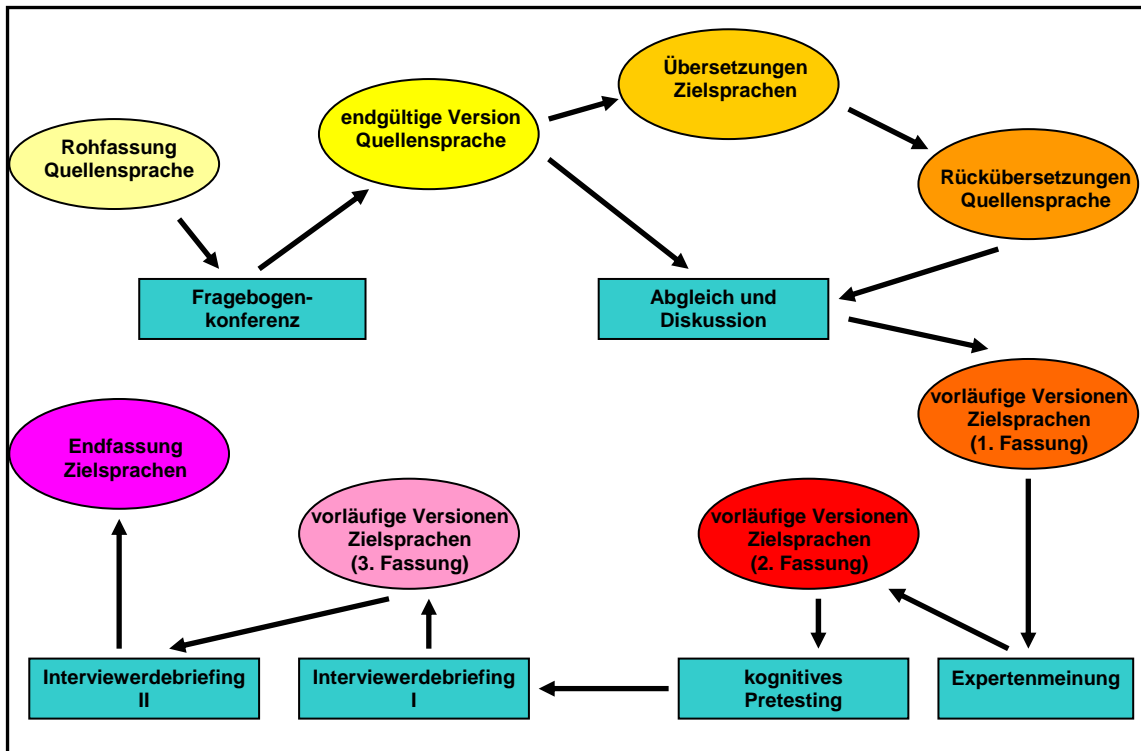 Rohfassung
Quellensprache
Fragebogen-
konferenz
endgültige Version
Quellensprache
Übersetzungen
Zielsprachen
Rückübersetzungen
Quellensprache
Abgleich und
Diskussion
vorläufige Versionen
Zielsprachen
(1. Fassung)
Expertenmeinung
vorläufige Versionen
Zielsprachen
(2. Fassung)
kognitives
Pretesting
Interviewerdebriefing
I
vorläufige Versionen
Zielsprachen
(3. Fassung)
Interviewerdebriefing
II
Endfassung
Zielsprachen